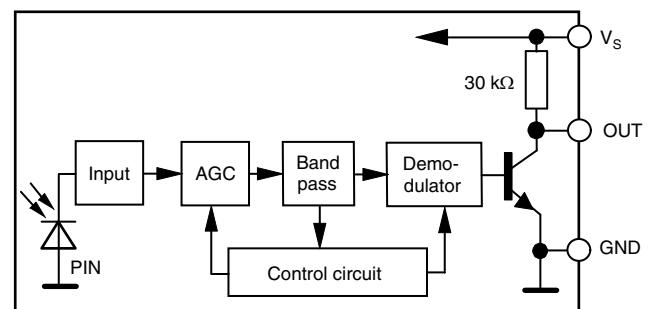 V_S
30 kΩ
OUT
Input
AGC
Band
pass
Demo-
dulator
GND
PIN
Control circuit